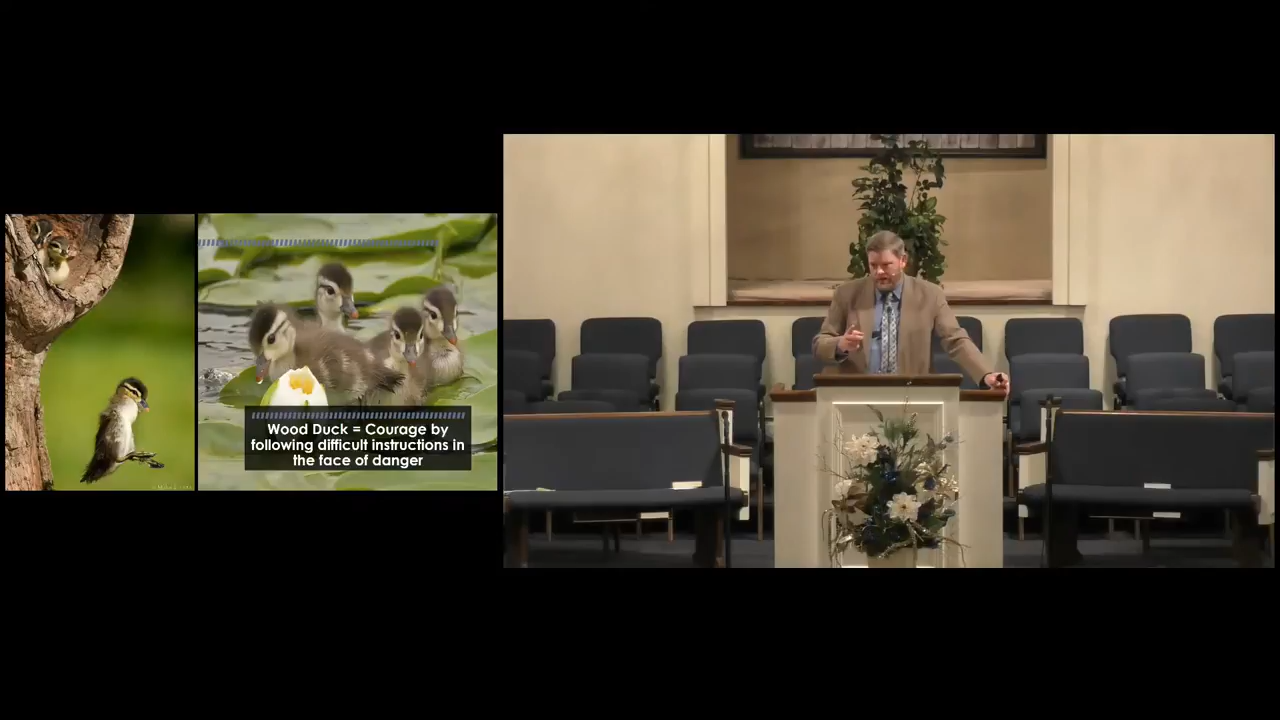 Wood Duck = Courage by
following difficult instructions in
the face of danger